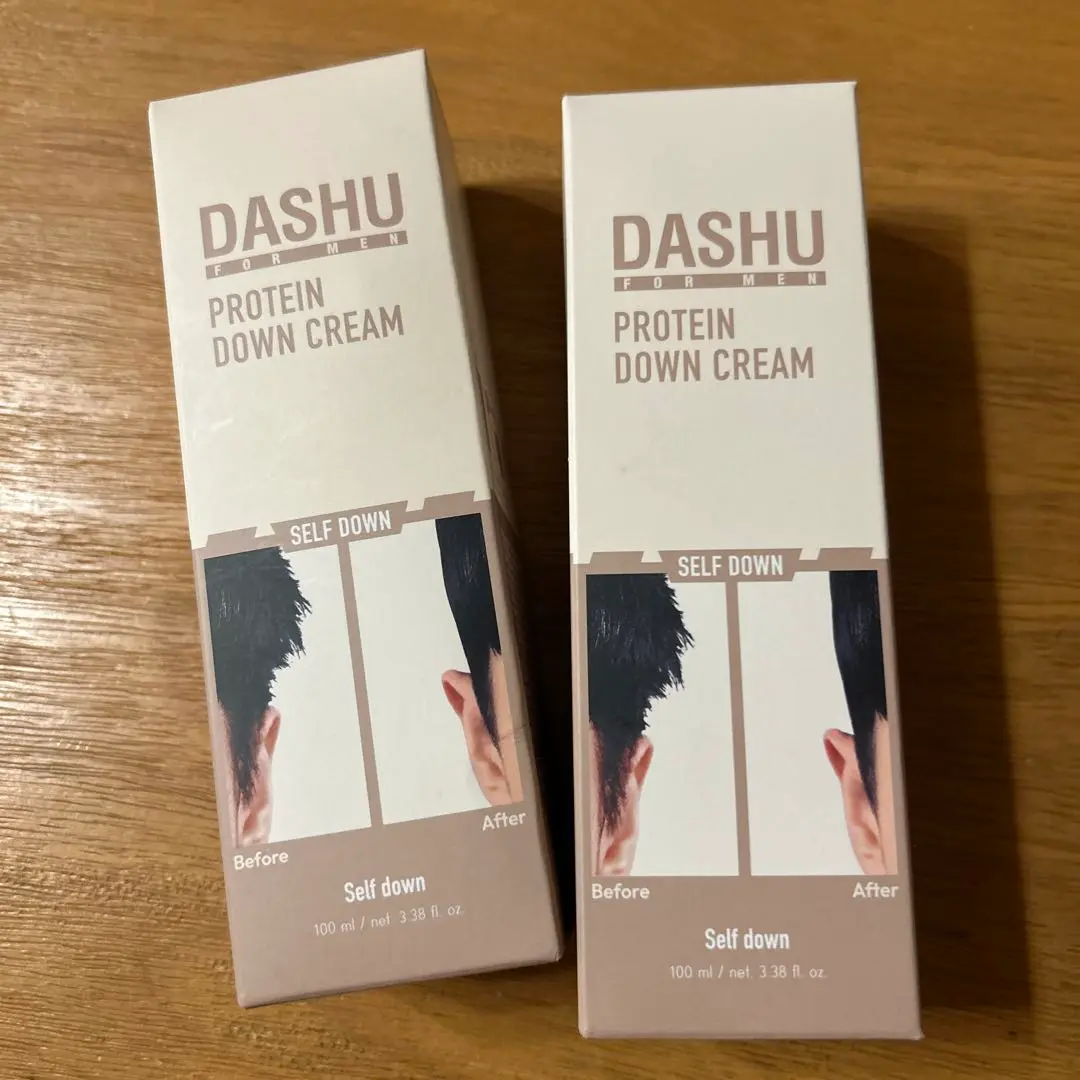 DASHU
FOR MEN
PROTEIN
DOWN CREAM
SELF DOWN
Before
After
Self down
100 ml / net. 3.38 fl. oz.
DASHU
FOR MEN
PROTEIN
DOWN CREAM
SELF DOWN
Before
After
Self down
100 ml / net. 3.38 fl. oz.